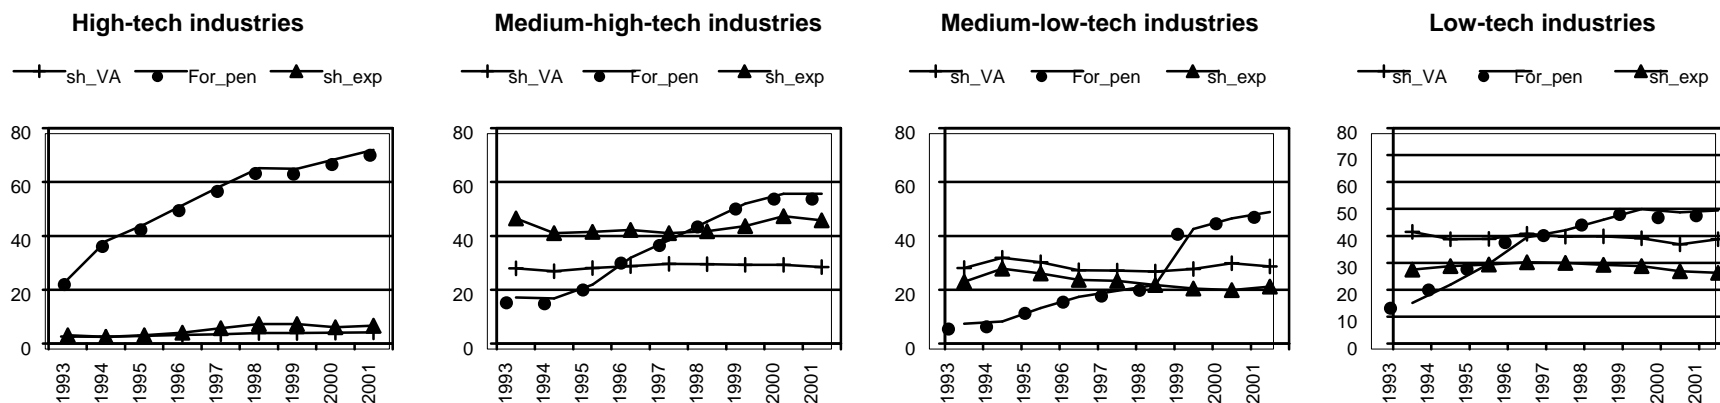 High-tech industries
sh_VA For_pen sh_exp
80
60
40
20
0
1993 1994 1995 1996 1997 1998 1999 2000 2001
Medium-high-tech industries
sh_VA For_pen sh_exp
80
60
40
20
0
1993 1994 1995 1996 1997 1998 1999 2000 2001
Medium-low-tech industries
sh_VA For_pen sh_exp
80
60
40
20
0
1993 1994 1995 1996 1997 1998 1999 2000 2001
Low-tech industries
sh_VA For_pen sh_exp
80
70
60
50
40
30
20
10
0
1993 1994 1995 1996 1997 1998 1999 2000 2001